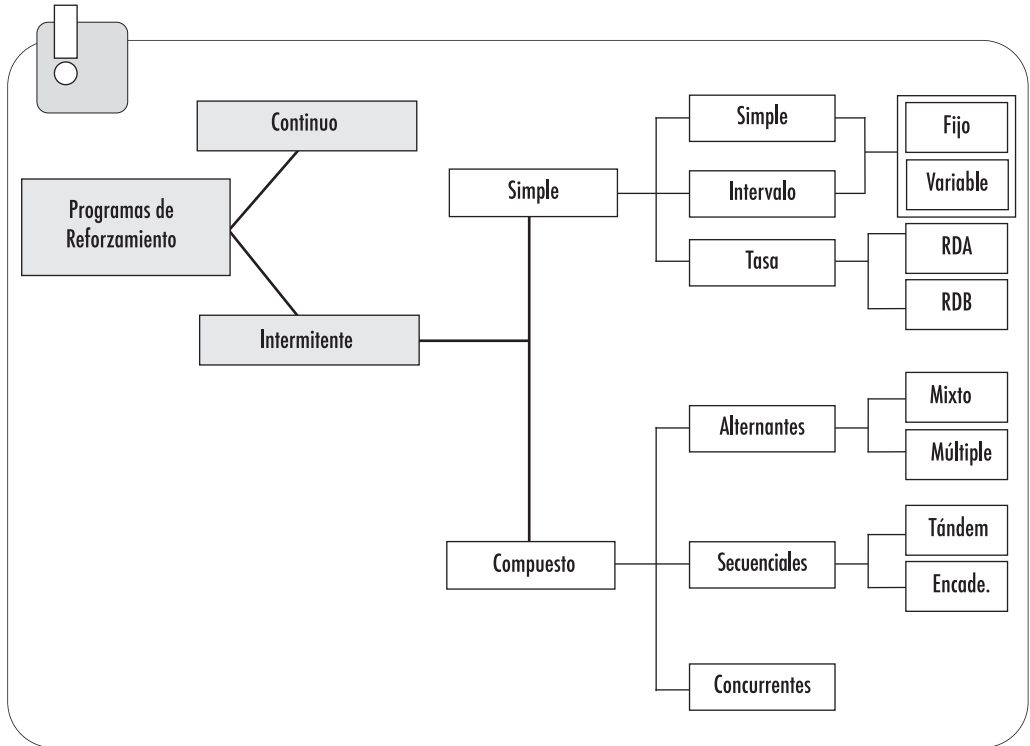 Programas de
Reforzamiento
Continuo
Intermitente
Simple
Simple
Intervalo
Tasa
Fijo
Variable
RDA
RDB
Compuesto
Alternantes
Mixto
Múltiple
Secuenciales
Tándem
Encade.
Concurrentes